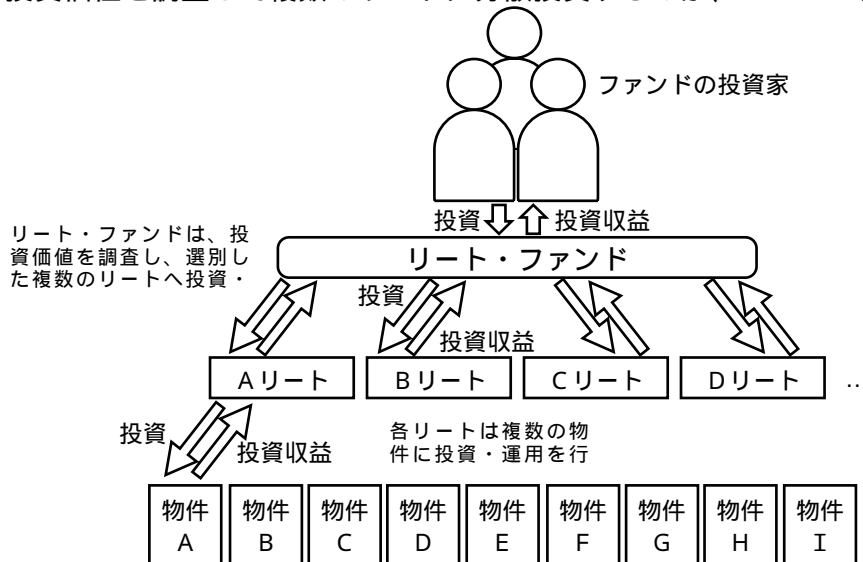 ファンドの投資家
投資 投資収益
リート・ファンドは、投
資価値を調査し、選別し
た複数のリートへ投資・
リート・ファンド
投資
投資収益
Aリート Bリート Cリート Dリート ‥
投資
投資収益
各リートは複数の物
件に投資・運用を行
物件 物件 物件 物件 物件 物件 物件 物件 物件
A B C D E F G H I